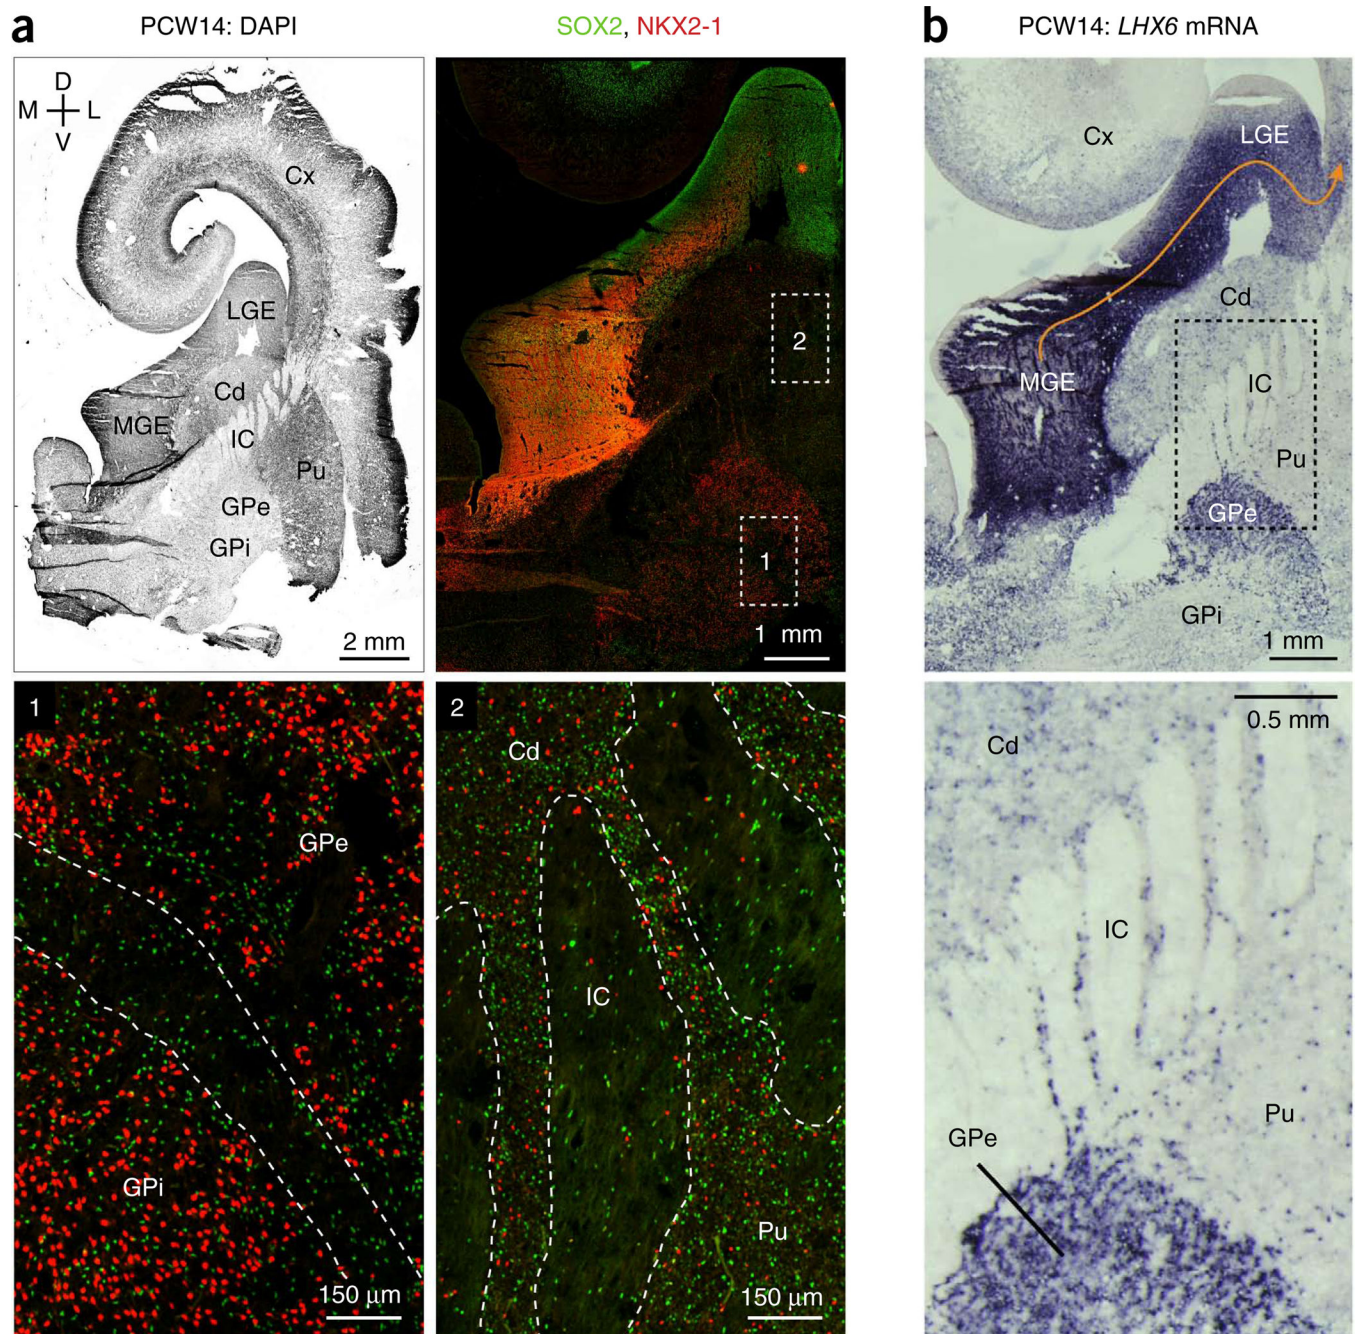 a
PCW14: DAPI
SOX2, NKX2-1
b
PCW14: LHX6 mRNA
D
M L
V
Cx
LGE
Cd
MGE
IC
Pu
GPe
GPi
2 mm
2
1
1 mm
Cx
LGE
Cd
MGE
IC
Pu
GPe
GPi
1 mm
1
GPe
GPi
150 µm
2
Cd
IC
Pu
150 µm
0.5 mm
Cd
IC
Pu
GPe